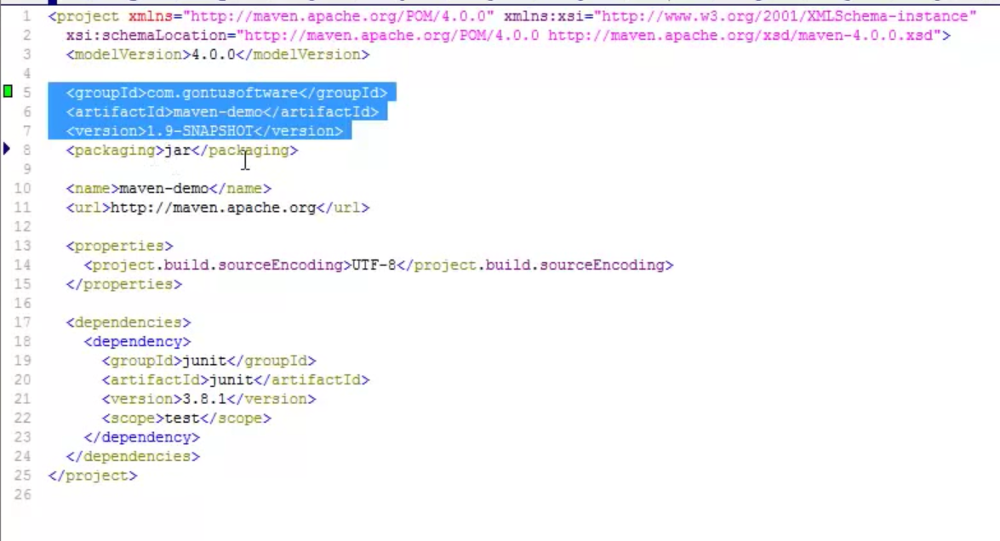 1 <project xmlns="http://maven.apache.org/POM/4.0.0" xmlns:xsi="http://www.w3.org/2001/XMLSchema-instance"
2 xsi:schemaLocation="http://maven.apache.org/POM/4.0.0 http://maven.apache.org/xsd/maven-4.0.0.xsd">
3 <modelVersion>4.0.0</modelVersion>
4
5 <groupId>com.gontusoftware</groupId>
6 <artifactId>maven-demo</artifactId>
7 <version>1.9-SNAPSHOT</version>
8 <packaging>jar</packaging>
9
10 <name>maven-demo</name>
11 <url>http://maven.apache.org</url>
12
13 <properties>
14 <project.build.sourceEncoding>UTF-8</project.build.sourceEncoding>
15 </properties>
16
17 <dependencies>
18 <dependency>
19 <groupId>junit</groupId>
20 <artifactId>junit</artifactId>
21 <version>3.8.1</version>
22 <scope>test</scope>
23 </dependency>
24 </dependencies>
25 </project>
26